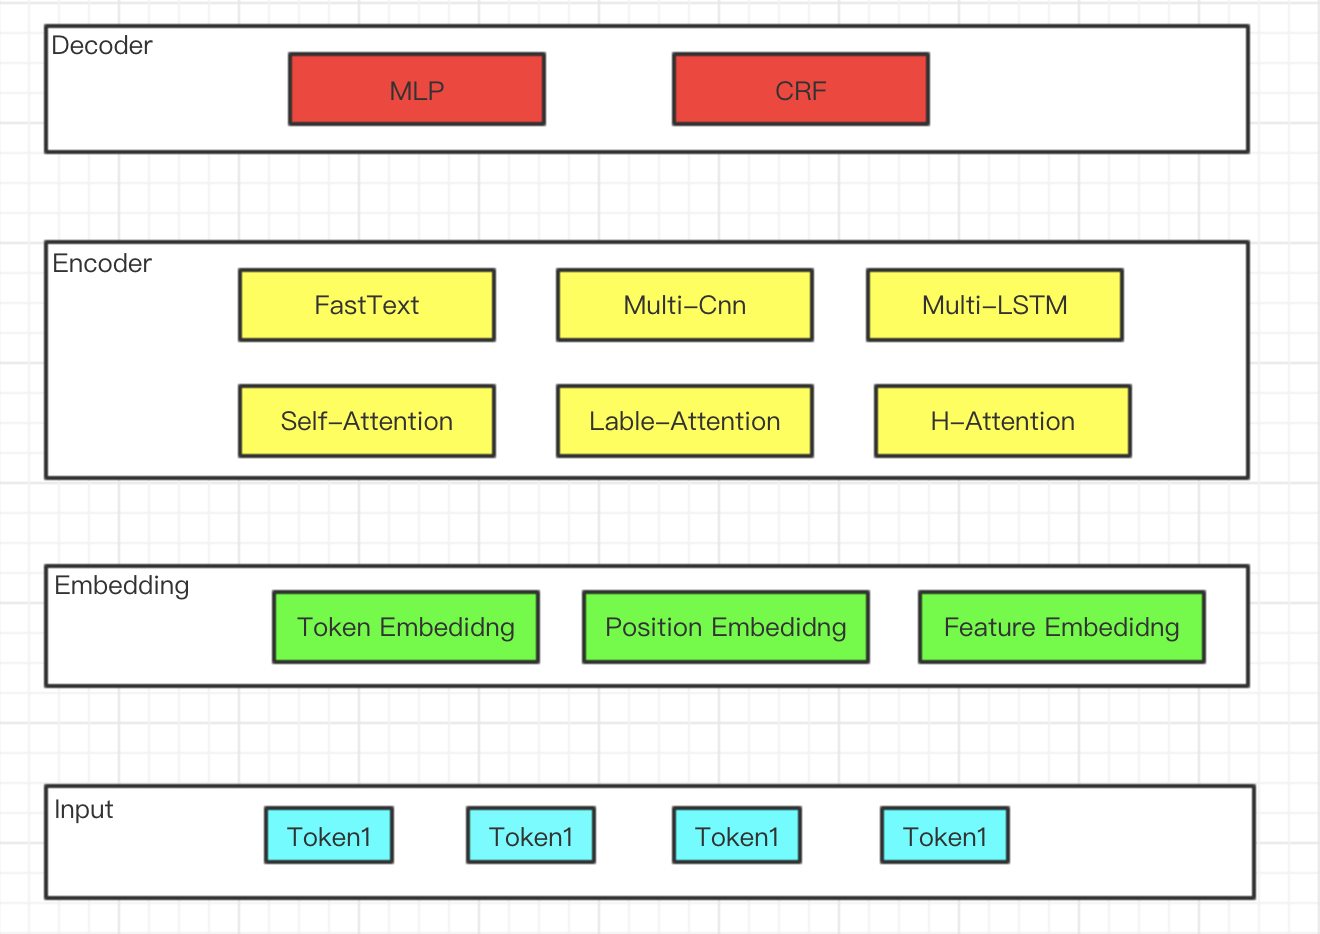 Decoder
MLP
CRF
Encoder
FastText
Multi-Cnn
Multi-LSTM
Self-Attention
Lable-Attention
H-Attention
Embedding
Token Embedidng
Position Embedidng
Feature Embedidng
Input
Token1
Token1
Token1
Token1